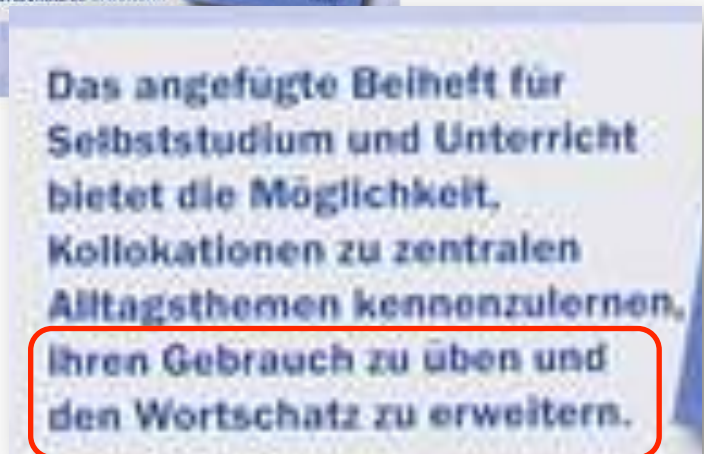 Das angefügte Beiheft für
Selbststudium und Unterricht
bietet die Möglichkeit,
Kollokationen zu zentralen
Alltagsthemen kennenzulernen,
ihren Gebrauch zu üben und
den Wortschatz zu erweitern.